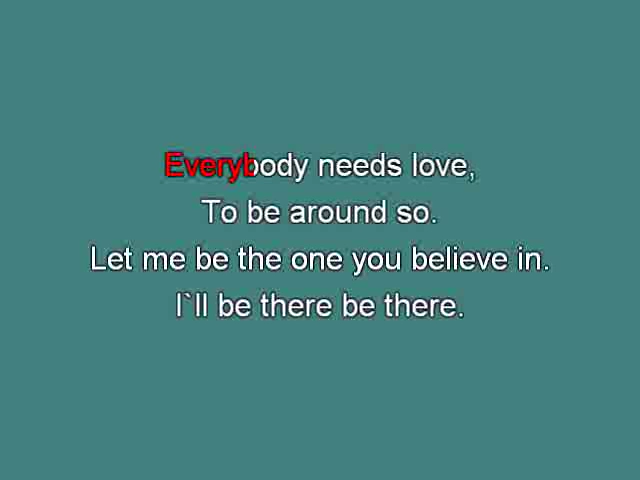 Everybody needs love,
To be around so.
Let me be the one you believe in.
I`ll be there be there.